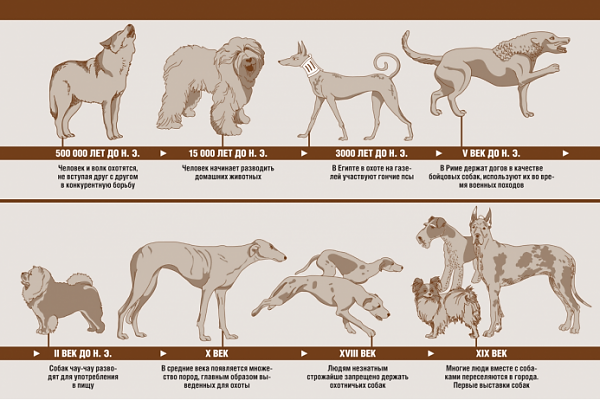 500 000 ЛЕТ ДО Н. Э.
Человек и волк охотятся,
не вступая друг с другом
в конкурентную борьбу
15 000 ЛЕТ ДО Н. Э.
Человек начинает разводить
домашних животных
3000 ЛЕТ ДО Н. Э.
В Египте в охоте на газе-
лей участвуют гончие псы
V ВЕК ДО Н. Э.
В Риме держат догов в качестве
бойцовых собак, используют их во вре-
мя военных походов
II ВЕК ДО Н. Э.
Собак чау-чау разво-
дят для употребления
в пищу
X ВЕК
В средние века появляется множе-
ство пород, главным образом вы-
веденных для охоты
XVIII ВЕК
Людям незнатным
строжайше запрещено держать
охотничьих собак
XIX ВЕК
Многие люди вместе с соба-
ками переселяются в города.
Первые выставки собак